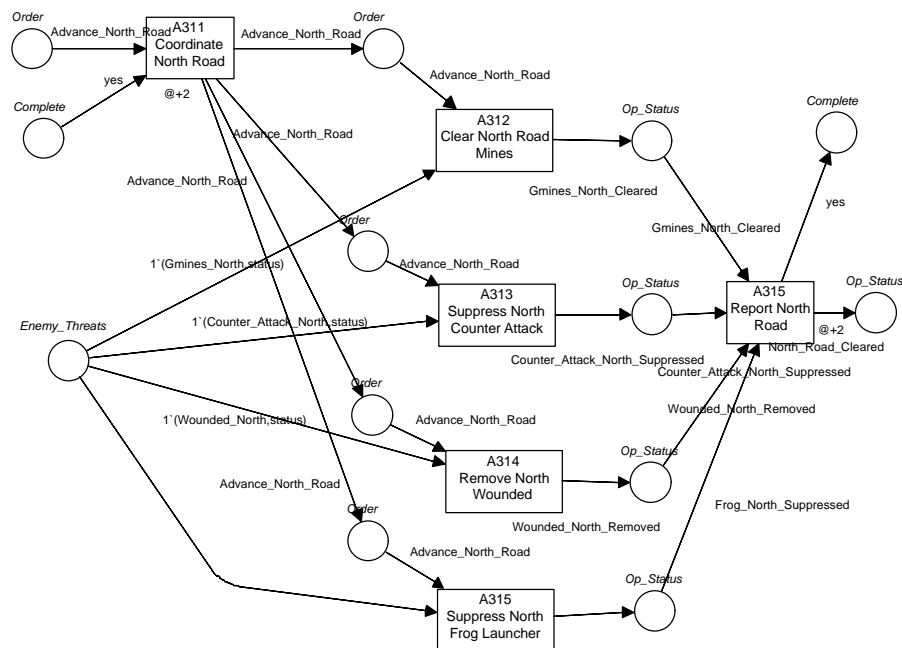 Order
Advance_North_Road
A311
Coordinate
North Road
Advance_North_Road
Order
yes
@+2
Advance_North_Road
Complete
Advance_North_Road
A312
Clear North Road
Mines
Op_Status
Complete
Advance_North_Road
Gmines_North_Cleared
yes
Order
Gmines_North_Cleared
1`(Gmines_North,status)
Advance_North_Road
A313
Suppress North
Counter Attack
Op_Status
A315
Report North
Road
Op_Status
Enemy_Threats
1`(Counter_Attack_North,status)
@+2
North_Road_Cleared
Counter_Attack_North_Suppressed
Counter_Attack_North_Suppressed
Order
1`(Wounded_North,status)
Advance_North_Road
Wounded_North_Removed
A314
Remove North
Wounded
Op_Status
Advance_North_Road
Frog_North_Suppressed
Order
Wounded_North_Removed
Advance_North_Road
A315
Suppress North
Frog Launcher
Op_Status